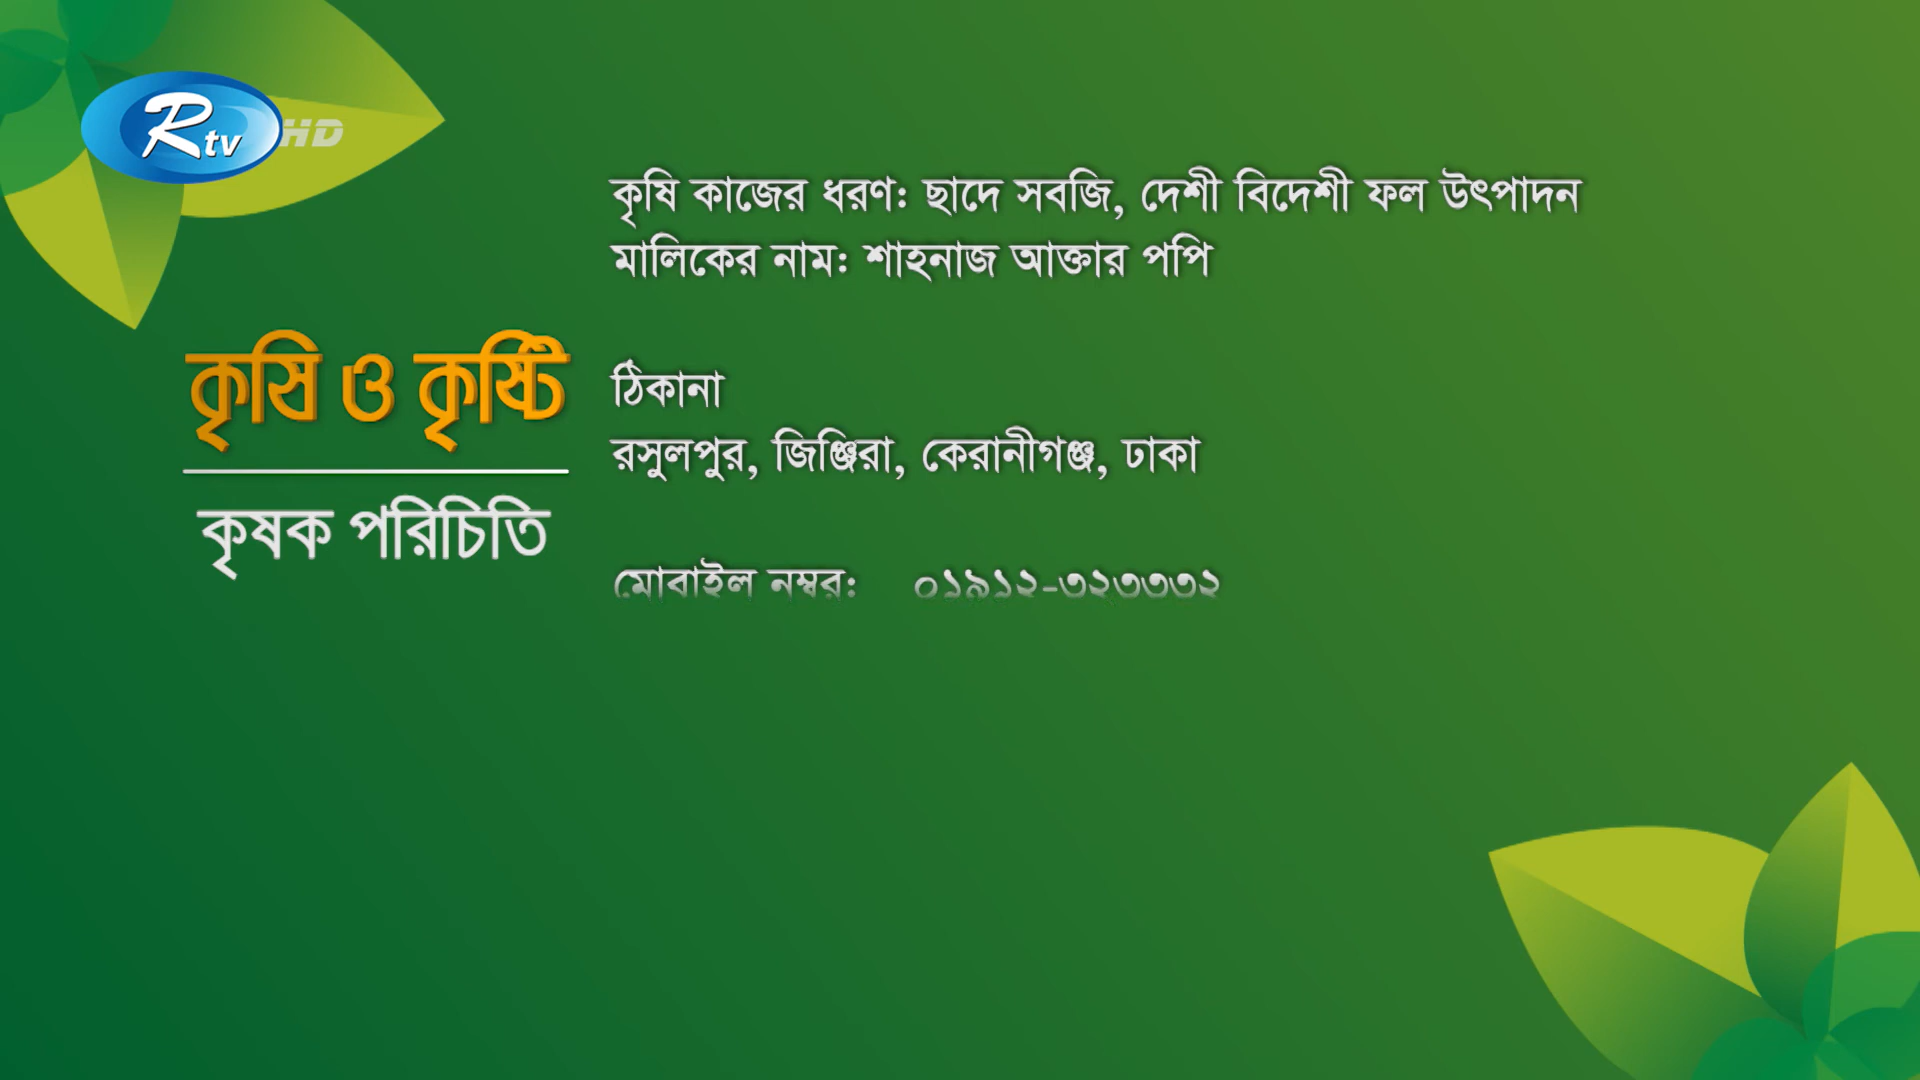 Rtv HD
কৃষি ও কৃষ্টি
কৃষক পরিচিতি
কৃষি কাজের ধরণ: ছাদে সবজি, দেশী বিদেশী ফল উৎপাদন
মালিকের নাম: শাহনাজ আক্তার পপি
ঠিকানা
রসুলপুর, জিঞ্জিরা, কেরানীগঞ্জ, ঢাকা
মোবাইল নম্বর: ০১৯১২-৩২৩৩৩২